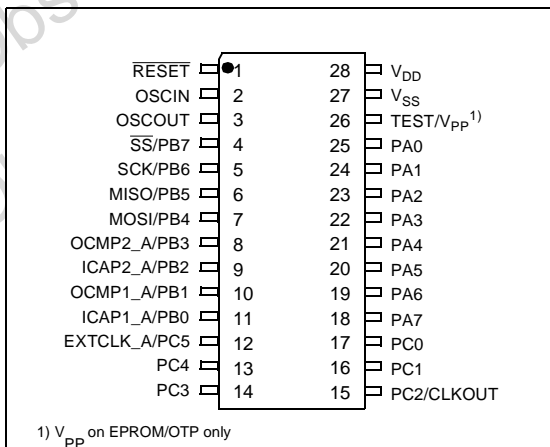 obs
RESET 1 28 VDD
OSCIN 2 27 VSS
OSCOUT 3 26 TEST/VPP1)
SS/PB7 4 25 PA0
SCK/PB6 5 24 PA1
MISO/PB5 6 23 PA2
MOSI/PB4 7 22 PA3
OCMP2_A/PB3 8 21 PA4
ICAP2_A/PB2 9 20 PA5
OCMP1_A/PB1 10 19 PA6
ICAP1_A/PB0 11 18 PA7
EXTCLK_A/PC5 12 17 PC0
PC4 13 16 PC1
PC3 14 15 PC2/CLKOUT
1) VPP on EPROM/OTP only